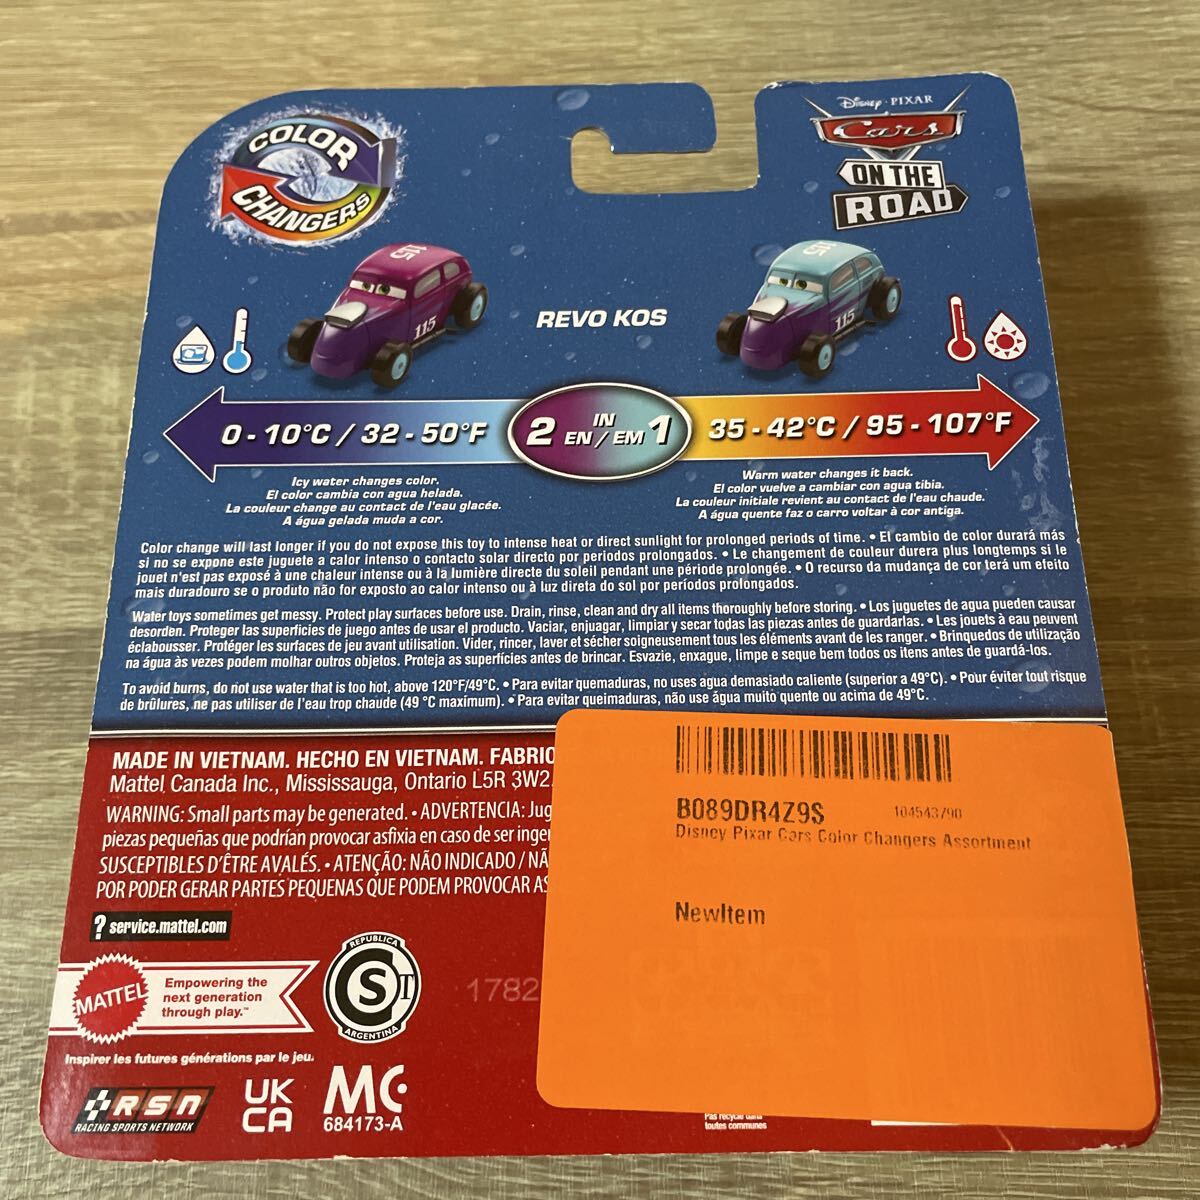 COLOR
CHANGERS
Disney · PIXAR
Cars
ON THE
ROAD
115
115
REVO KOS
115
115
0 - 10°C / 32 - 50°F
2 IN
EN / EM 1
35 - 42°C / 95 - 107°F
Icy water changes color.
El color cambia con agua helada.
La couleur change au contact de l'eau glacée.
A água gelada muda a cor.
Warm water changes it back.
El color vuelve a cambiar con agua tibia.
La couleur initiale revient au contact de l'eau chaude.
A água quente faz o carro voltar à cor antiga.
Color change will last longer if you do not expose this toy to intense heat or direct sunlight for prolonged periods of time. • El cambio de color durará más
si no se expone este juguete a calor intenso o contacto solar directo por periodos prolongados. • Le changement de couleur durera plus longtemps si le
jouet n'est pas exposé à une chaleur intense ou à la lumière directe du soleil pendant une période prolongée. • O recurso da mudança de cor terá um efeito
mais duradouro se o produto não for exposto ao calor intenso ou à luz direta do sol por períodos prolongados.
Water toys sometimes get messy. Protect play surfaces before use. Drain, rinse, clean and dry all items thoroughly before storing. • Los juguetes de agua pueden causar
desorden. Proteger las superficies de juego antes de usar el producto. Vaciar, enjuagar, limpiar y secar todas las piezas antes de guardarlas. • Les jouets à eau peuvent
éclabousser. Protéger les surfaces de jeu avant utilisation. Vider, rincer, laver et sécher soigneusement tous les éléments avant de les ranger. • Brinquedos de utilização
na água às vezes podem molhar outros objetos. Proteja as superfícies antes de brincar. Esvazie, enxague, limpe e seque bem todos os itens antes de guardá-los.
To avoid burns, do not use water that is too hot, above 120°F/49°C. • Para evitar quemaduras, no uses agua demasiado caliente (superior a 49°C). • Pour éviter tout risque
de brûlures, ne pas utiliser de l'eau trop chaude (49 °C maximum). • Para evitar queimaduras, não use água muito quente ou acima de 49°C.
MADE IN VIETNAM. HECHO EN VIETNAM. FABRIC
Mattel Canada Inc., Mississauga, Ontario L5R 3W2.
WARNING: Small parts may be generated. • ADVERTENCIA: Jug
piezas pequeñas que podrían provocar asfixia en caso de ser inger
SUSCEPTIBLES D'ÊTRE AVALÉS. • ATENÇÃO: NÃO INDICADO / NÃ
POR PODER GERAR PARTES PEQUENAS QUE PODEM PROVOCAR AS
? service.mattel.com
B089DR4Z9S 104543790
Disney Pixar Cars Color Changers Assortment
NewItem
MATTEL
Empowering the
next generation
through play.™
REPUBLICA
CST
ARGENTINA
1782
Inspirer les futures générations par le jeu.
RSN
RACING SPORTS NETWORK
UK
CA
MC
684173-A
toutes communes